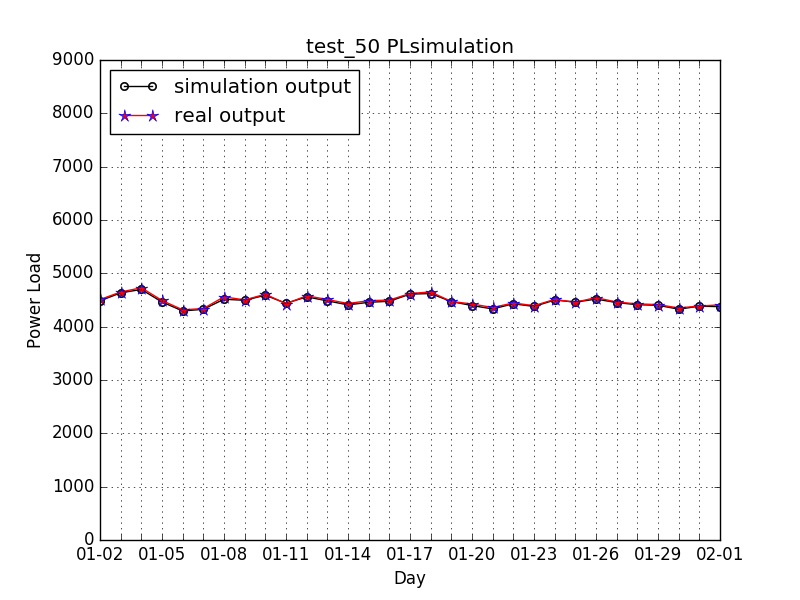 test_50 PLsimulation
simulation output
real output
9000
8000
7000
6000
5000
4000
3000
2000
1000
0
Power Load
01-02 01-05 01-08 01-11 01-14 01-17 01-20 01-23 01-26 01-29 02-01
Day